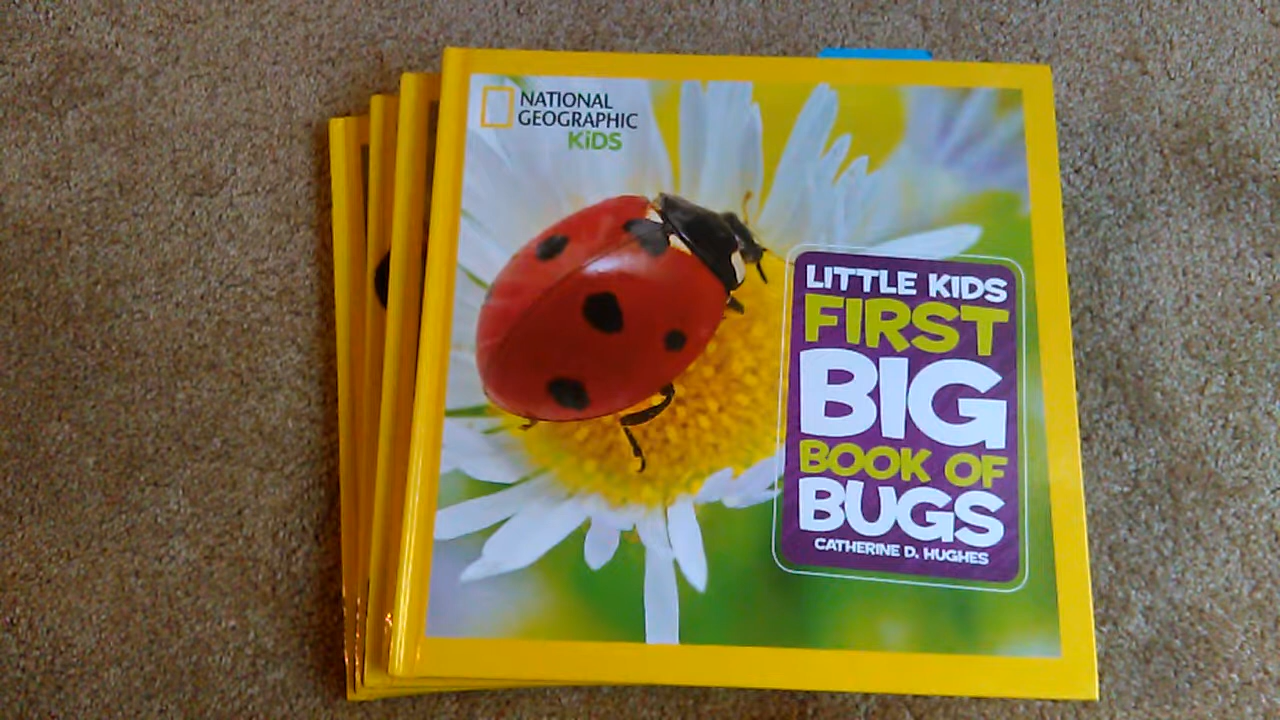 NATIONAL
GEOGRAPHIC
KiDS
LITTLE KIDS
FIRST
BIG
BOOK OF
BUGS
CATHERINE D. HUGHES